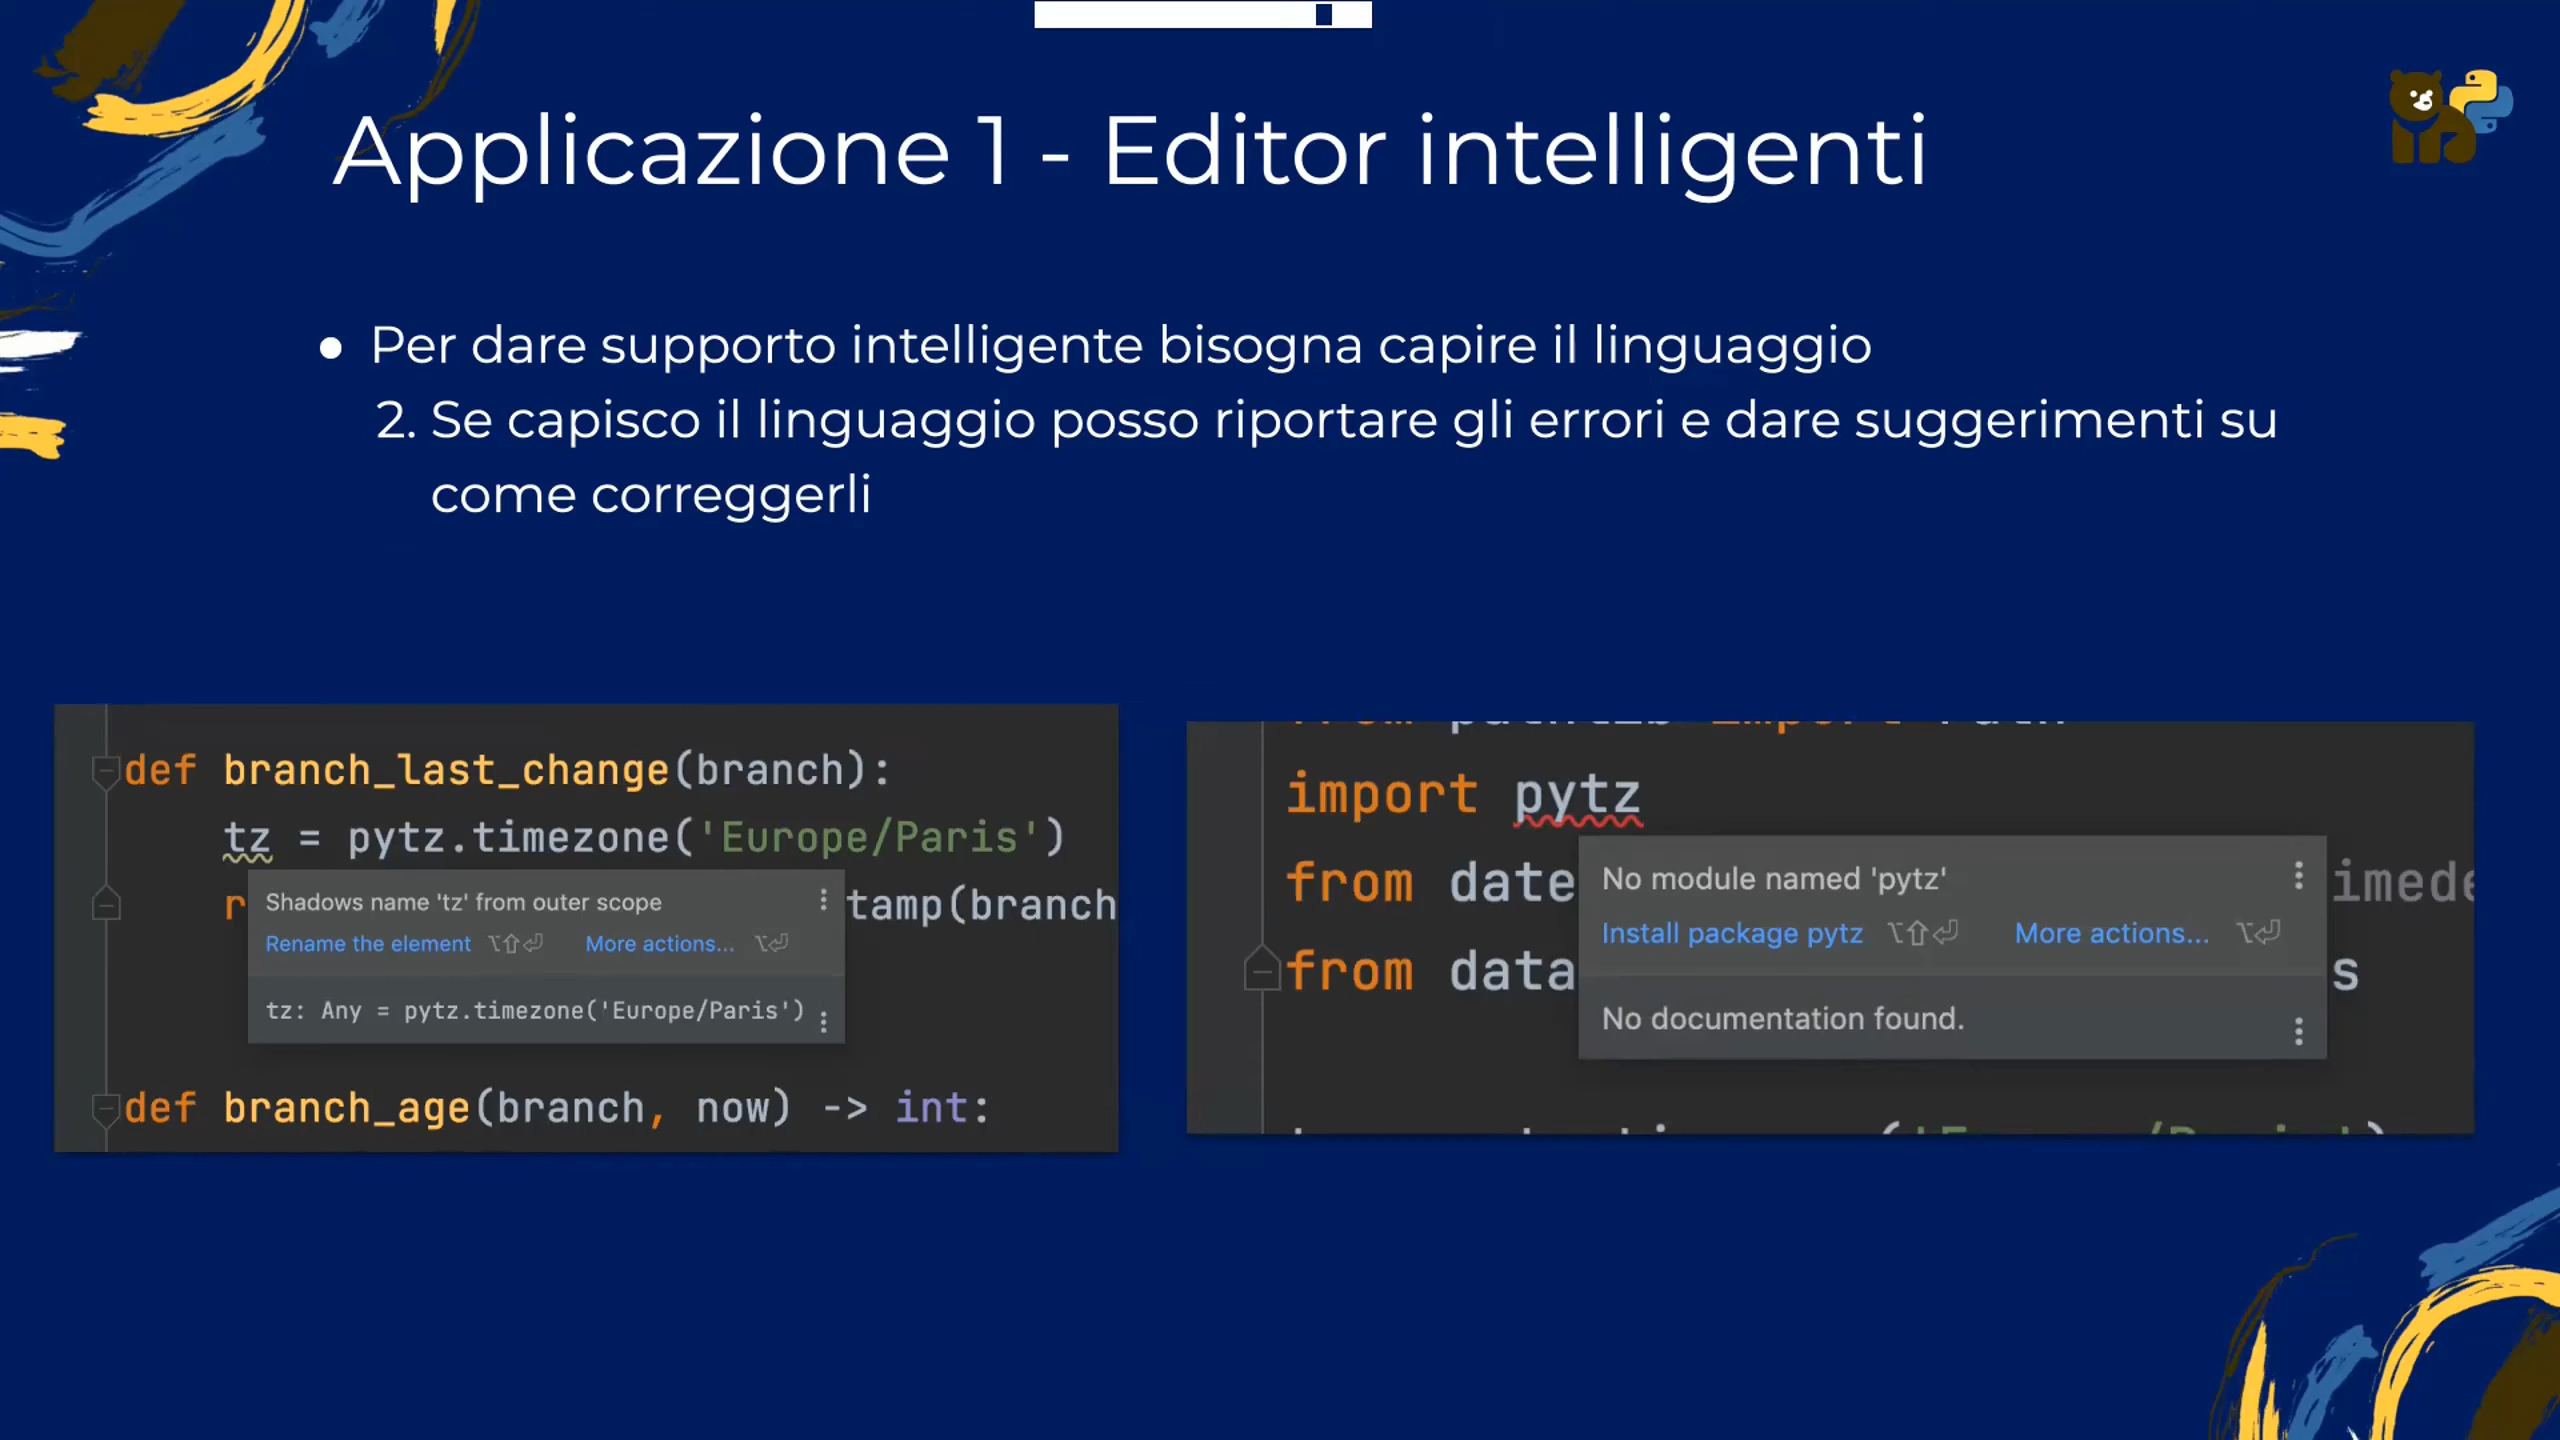 Applicazione 1 - Editor intelligenti
● Per dare supporto intelligente bisogna capire il linguaggio
2. Se capisco il linguaggio posso riportare gli errori e dare suggerimenti su
come correggerli
def branch_last_change(branch):
tz = pytz.timezone('Europe/Paris')
r
tamp(branch
Shadows name 'tz' from outer scope
Rename the element ⌥⇧⏎ More actions... ⌥⏎
tz: Any = pytz.timezone('Europe/Paris')
def branch_age(branch, now) -> int:
import pytz
from date
imede
from data
s
No module named 'pytz'
Install package pytz ⌥⇧⏎ More actions... ⌥⏎
No documentation found.